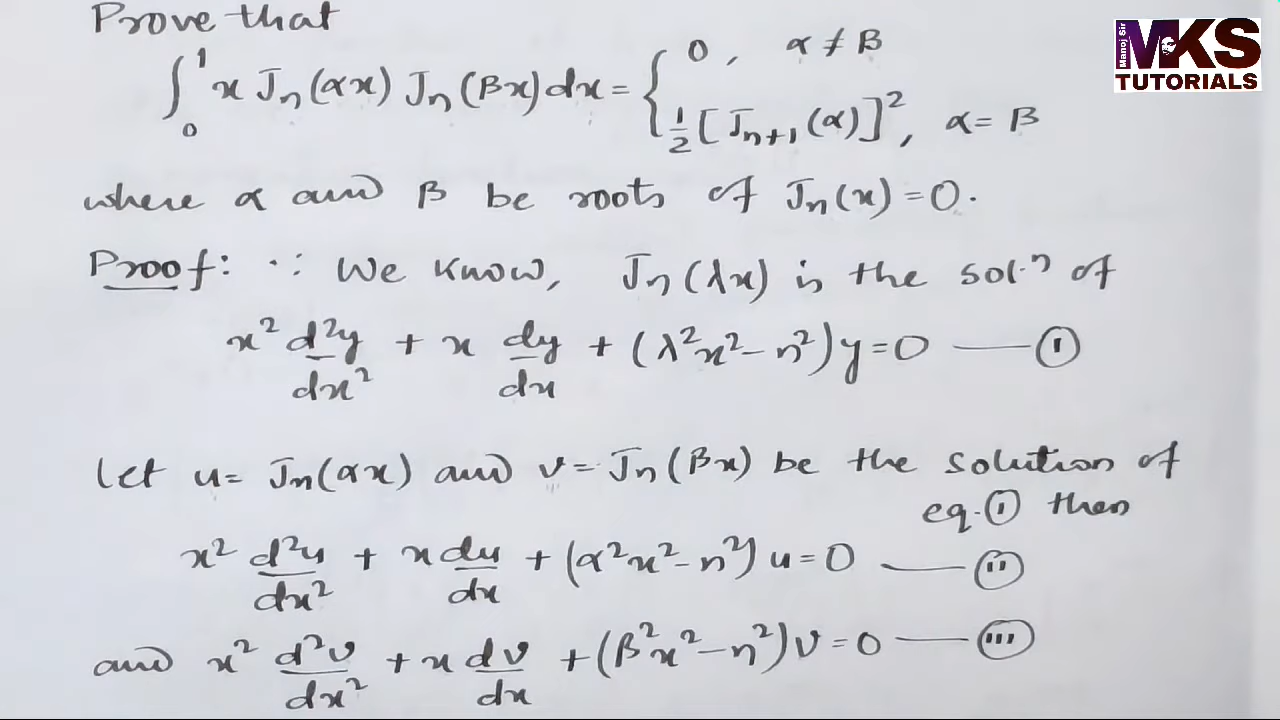 Prove that
Manoj Sir
MKS
TUTORIALS
∫₀¹ x Jₙ(αx) Jₙ(βx) dx = { 0, α ≠ β
½ [Jₙ₊₁(α)]², α = β
where α and β be roots of Jₙ(x) = 0.
Proof: ∵ We know, Jₙ(λx) is the sol.ⁿ of
x² d²y/dx² + x dy/dx + (λ²x² - n²)y = 0 —— ①
Let u = Jₙ(αx) and v = Jₙ(βx) be the solution of
eq. ① then
x² d²u/dx² + x du/dx + (α²x² - n²) u = 0 —— ⑪
and x² d²v/dx² + x dv/dx + (β²x² - n²) v = 0 —— (III)